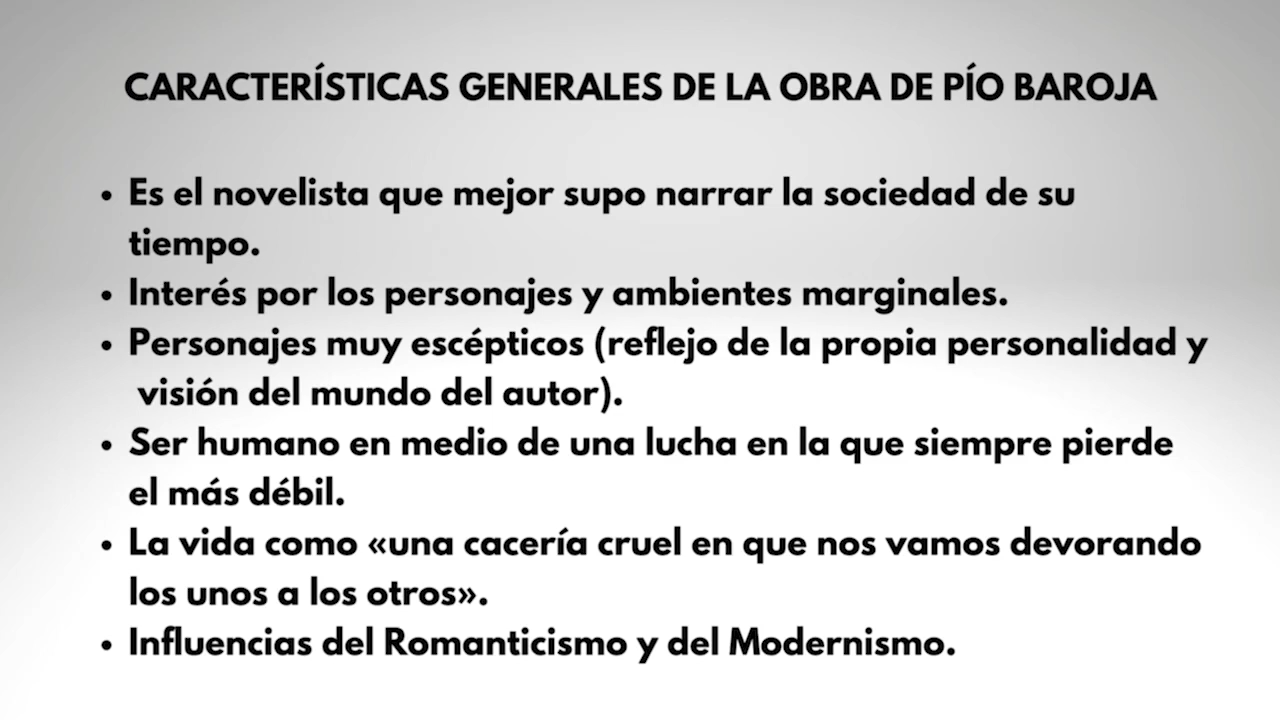 CARACTERÍSTICAS GENERALES DE LA OBRA DE PÍO BAROJA
• Es el novelista que mejor supo narrar la sociedad de su
tiempo.
• Interés por los personajes y ambientes marginales.
• Personajes muy escépticos (reflejo de la propia personalidad y
visión del mundo del autor).
• Ser humano en medio de una lucha en la que siempre pierde
el más débil.
• La vida como «una cacería cruel en que nos vamos devorando
los unos a los otros».
• Influencias del Romanticismo y del Modernismo.